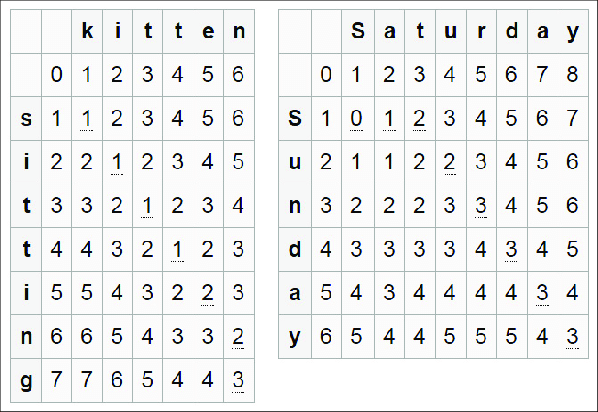 k i t t e n
0 1 2 3 4 5 6
s 1 1 2 3 4 5 6
i 2 2 1 2 3 4 5
t 3 3 2 1 2 3 4
t 4 4 3 2 1 2 3
i 5 5 4 3 2 2 3
n 6 6 5 4 3 3 2
g 7 7 6 5 4 4 3
S a t u r d a y
0 1 2 3 4 5 6 7 8
S 1 0 1 2 3 4 5 6 7
u 2 1 1 2 2 3 4 5 6
n 3 2 2 2 3 3 4 5 6
d 4 3 3 3 3 4 3 4 5
a 5 4 3 4 4 4 4 3 4
y 6 5 4 4 5 5 5 4 3